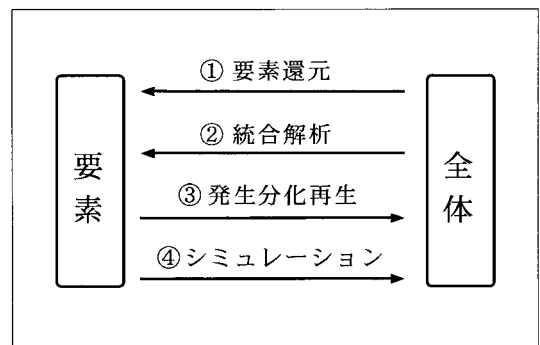 ① 要素還元
② 統合解析
③ 発生分化再生
④ シミュレーション
要素
全体